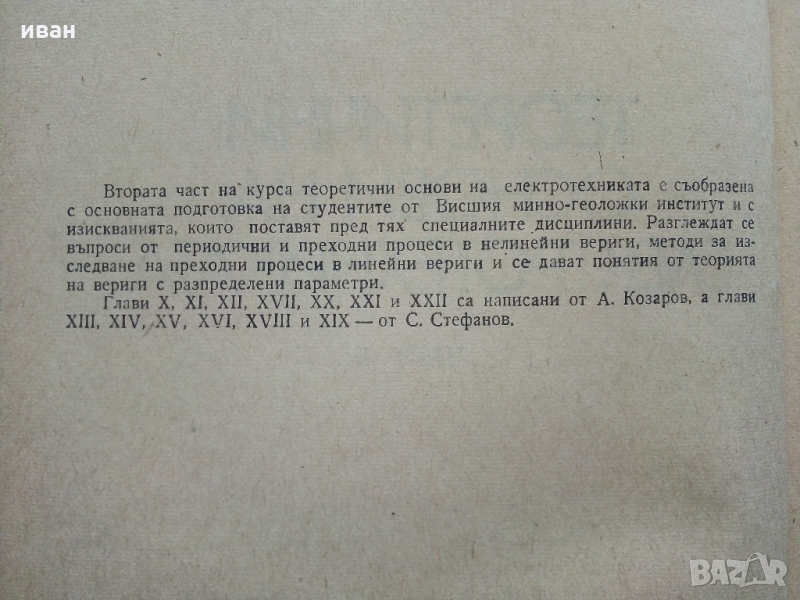 иван
Втората част на курса теоретични основи на електротехниката е съобразена
с основната подготовка на студентите от Висшия минно-геоложки институт и с
изискванията, които поставят пред тях специалните дисциплини. Разглеждат се
въпроси от периодични и преходни процеси в нелинейни вериги, методи за из-
следване на преходни процеси в линейни вериги и се дават понятия от теорията
на вериги с разпределени параметри.
Глави X, XI, XII, XVII, XX, XXI и XXII са написани от А. Козаров, а глави
XIII, XIV, XV, XVI, XVIII и XIX — от С. Стефанов.
BAZAR